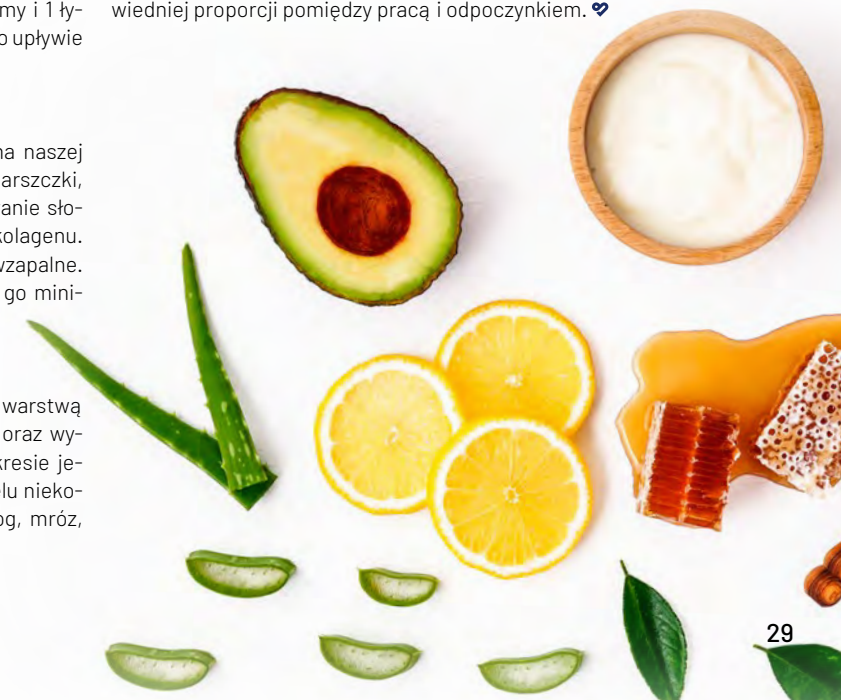 my i 1 ły-
o upływie
na naszej
arszczki,
anie sło-
kolagenu.
wzapalne.
go mini-
warstwą
oraz wy-
kresie je-
elu nieko-
og, mróz,
wiedniej proporcji pomiędzy pracą i odpoczynkiem.
29